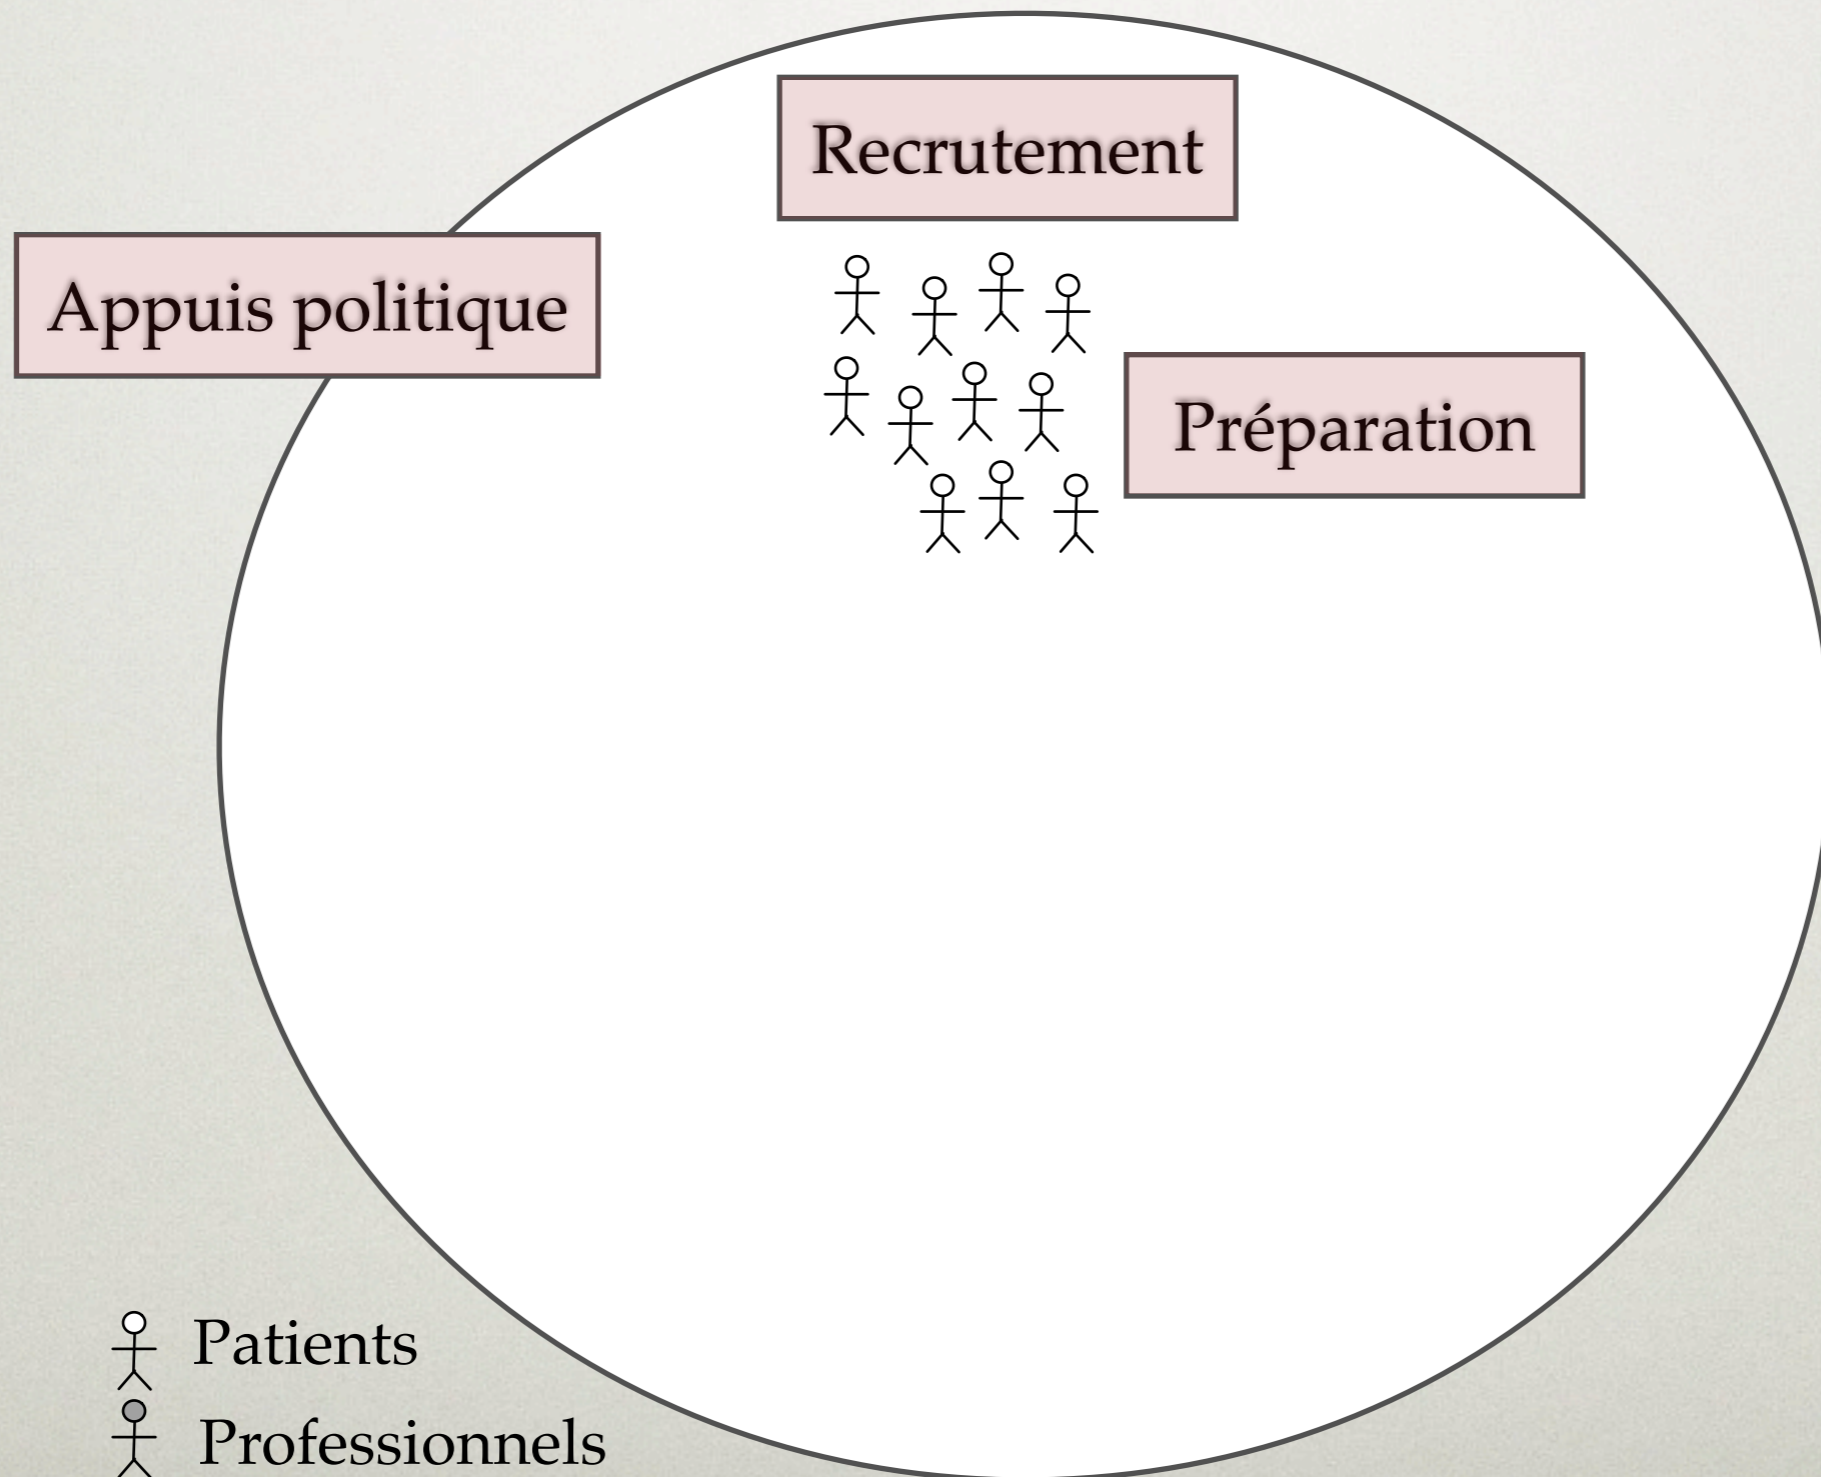 Recrutement
Appuis politique
Préparation
Patients
Professionnels